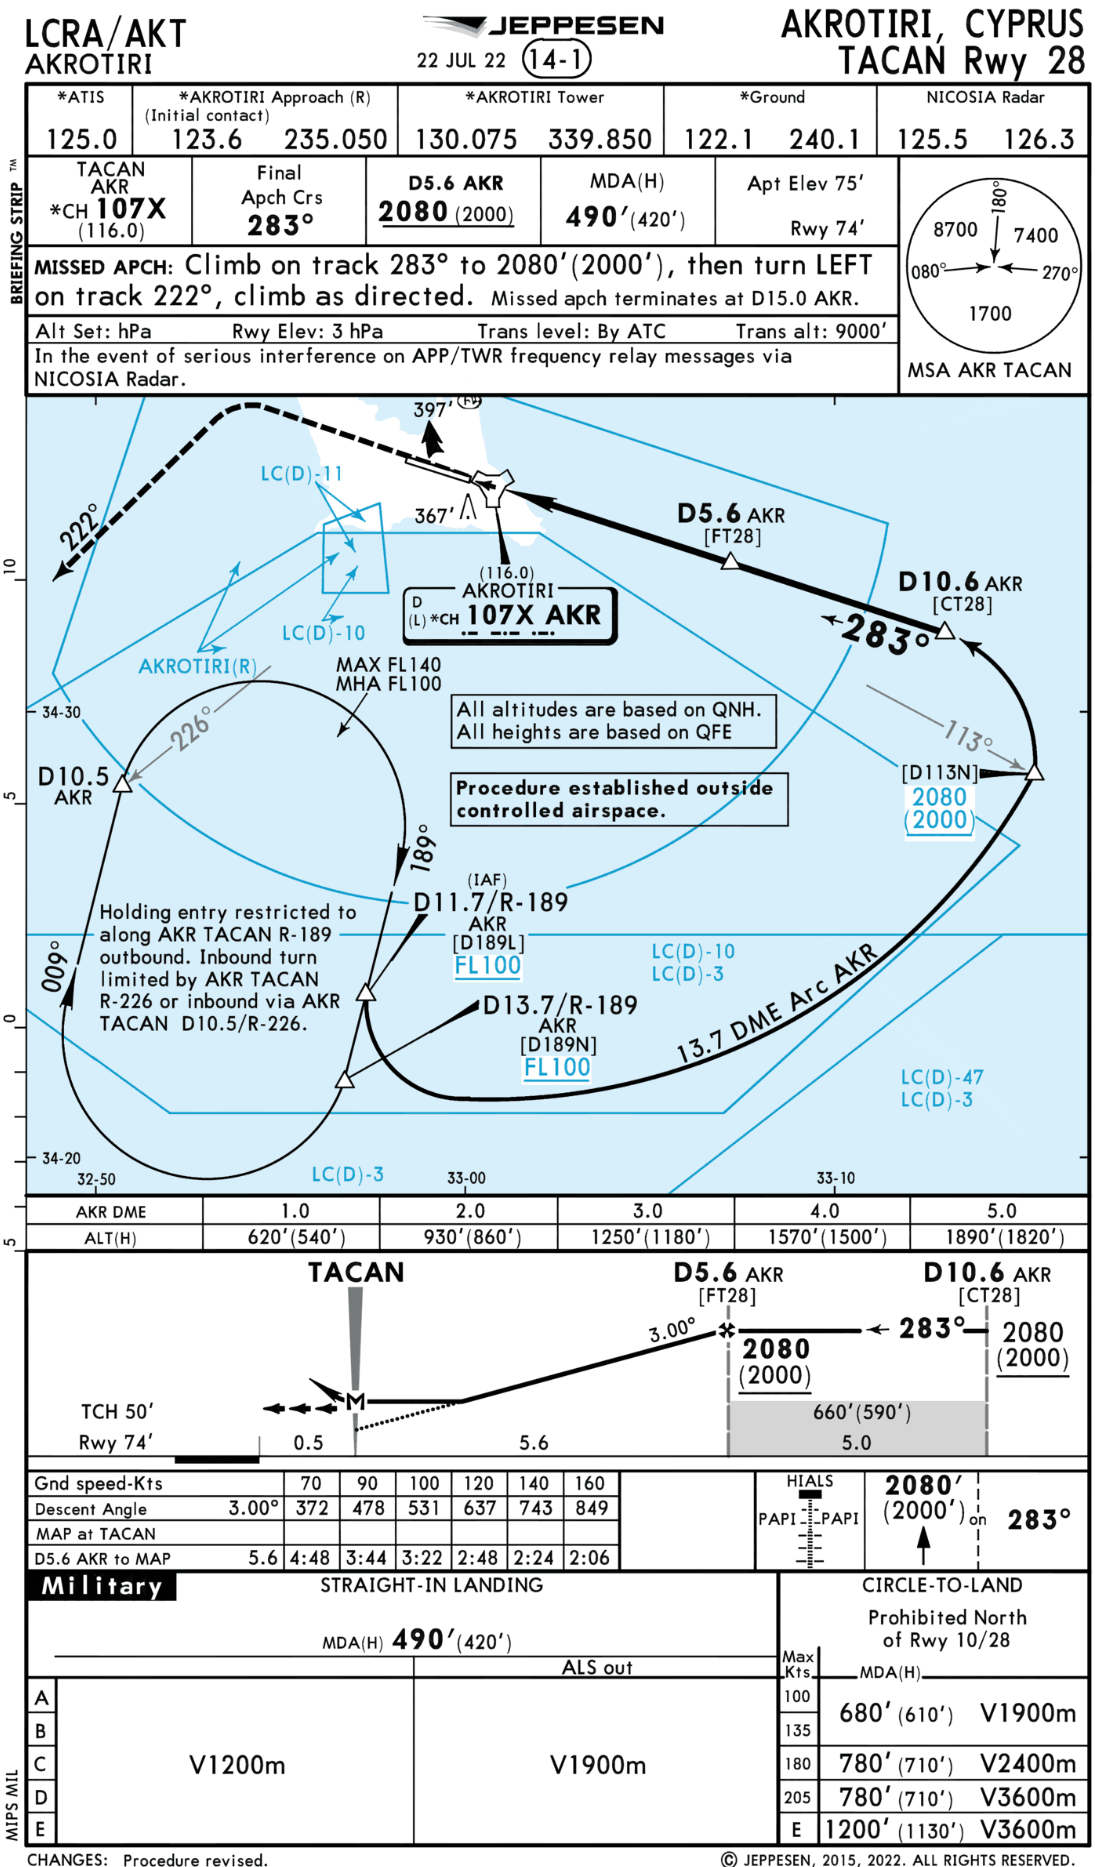 LCRA/AKT
AKROTIRI
JEPPESEN
22 JUL 22 14-1
AKROTIRI, CYPRUS
TACAN Rwy 28
BRIEFING STRIP ™
*ATIS
125.0
*AKROTIRI Approach (R)
(Initial contact)
123.6 235.050
*AKROTIRI Tower
130.075 339.850
*Ground
122.1 240.1
NICOSIA Radar
125.5 126.3
TACAN
AKR
*CH 107X
(116.0)
Final
Apch Crs
283°
D5.6 AKR
2080 (2000)
MDA(H)
490' (420')
Apt Elev 75'
Rwy 74'
MISSED APCH: Climb on track 283° to 2080' (2000'), then turn LEFT
on track 222°, climb as directed. Missed apch terminates at D15.0 AKR.
Alt Set: hPa Rwy Elev: 3 hPa Trans level: By ATC Trans alt: 9000'
In the event of serious interference on APP/TWR frequency relay messages via
NICOSIA Radar.
180°
8700 7400
080° 270°
1700
MSA AKR TACAN
397'
LC(D)-11
222°
367'
D5.6 AKR
[FT28]
10
(116.0)
AKROTIRI
D
(L) *CH 107X AKR
D10.6 AKR
[CT28]
LC(D)-10
283°
AKROTIRI(R)
MAX FL140
MHA FL100
34-30
226°
All altitudes are based on QNH.
All heights are based on QFE
113°
D10.5
AKR
[D113N]
2080
(2000)
5
Procedure established outside
controlled airspace.
189°
(IAF)
D11.7/R-189
AKR
[D189L]
FL100
Holding entry restricted to
along AKR TACAN R-189
outbound. Inbound turn
limited by AKR TACAN
R-226 or inbound via AKR
TACAN D10.5/R-226.
009°
LC(D)-10
LC(D)-3
D13.7/R-189
AKR
[D189N]
FL100
0
13.7 DME Arc AKR
LC(D)-47
LC(D)-3
34-20
LC(D)-3
32-50 33-00 33-10
5
AKR DME 1.0 2.0 3.0 4.0 5.0
ALT(H) 620' (540') 930' (860') 1250' (1180') 1570' (1500') 1890' (1820')
TACAN
D5.6 AKR
[FT28]
D10.6 AKR
[CT28]
3.00°
283°
2080
(2000)
2080
(2000)
M
TCH 50'
660' (590')
Rwy 74' 0.5 5.6 5.0
Gnd speed-Kts 70 90 100 120 140 160
Descent Angle 3.00° 372 478 531 637 743 849
MAP at TACAN
D5.6 AKR to MAP 5.6 4:48 3:44 3:22 2:48 2:24 2:06
HIALS
PAPI PAPI
2080'
(2000') on 283°
Military
STRAIGHT-IN LANDING
CIRCLE-TO-LAND
Prohibited North
of Rwy 10/28
MDA(H) 490' (420')
ALS out
Max
Kts
MDA(H)
A
B
C
D
E
V1200m
V1900m
100
135
680' (610') V1900m
180 780' (710') V2400m
205 780' (710') V3600m
E 1200' (1130') V3600m
MIPS MIL
CHANGES: Procedure revised.
© JEPPESEN, 2015, 2022. ALL RIGHTS RESERVED.